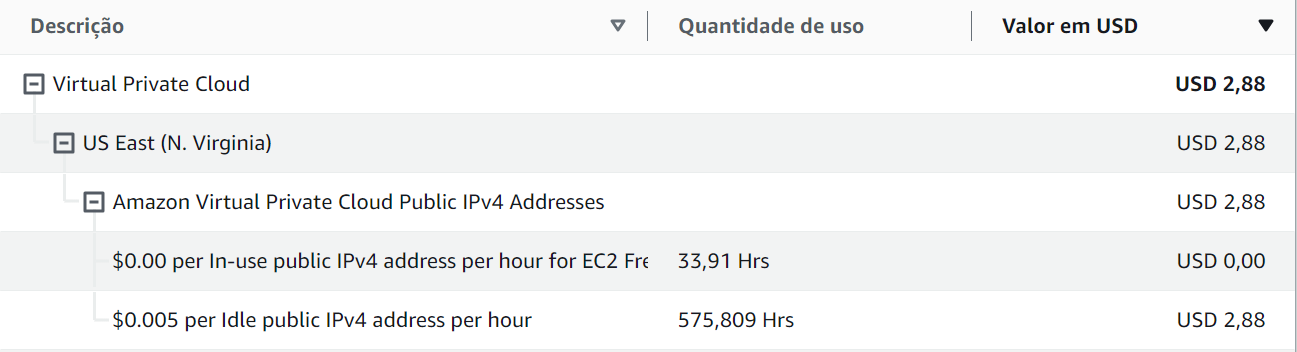 Descrição Quantidade de uso Valor em USD
Virtual Private Cloud USD 2,88
US East (N. Virginia) USD 2,88
Amazon Virtual Private Cloud Public IPv4 Addresses USD 2,88
$0.00 per In-use public IPv4 address per hour for EC2 Fre 33,91 Hrs USD 0,00
$0.005 per Idle public IPv4 address per hour 575,809 Hrs USD 2,88